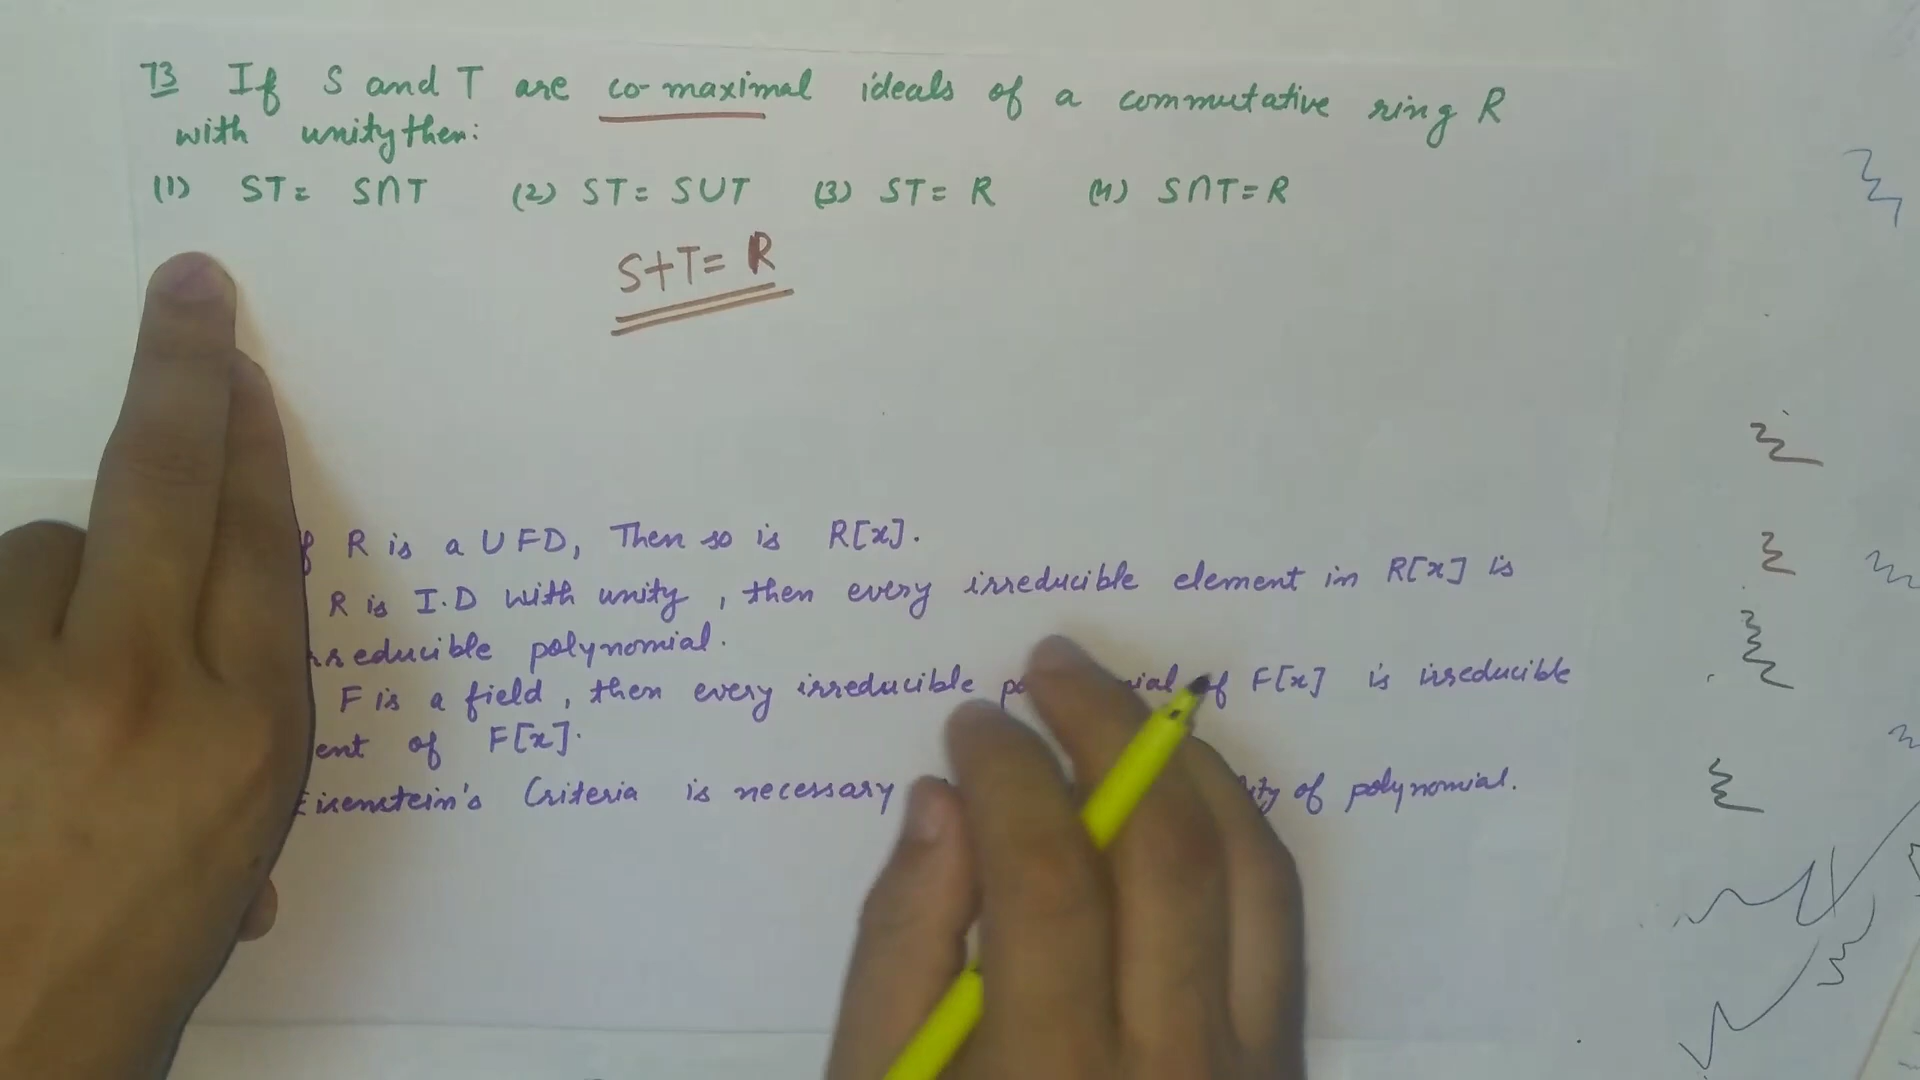 73 If S and T are co-maximal ideals of a commutative ring R
with unity then:
(1) ST = S∩T (2) ST = S∪T (3) ST = R (4) S∩T = R
S+T = R
R is a UFD, Then so is R[x].
R is I.D with unity, then every irreducible element in R[x] is
irreducible polynomial.
F is a field, then every irreducible of F[x] is irreducible
of F[x].
Eisenstein's Criteria is necessary of polynomial.